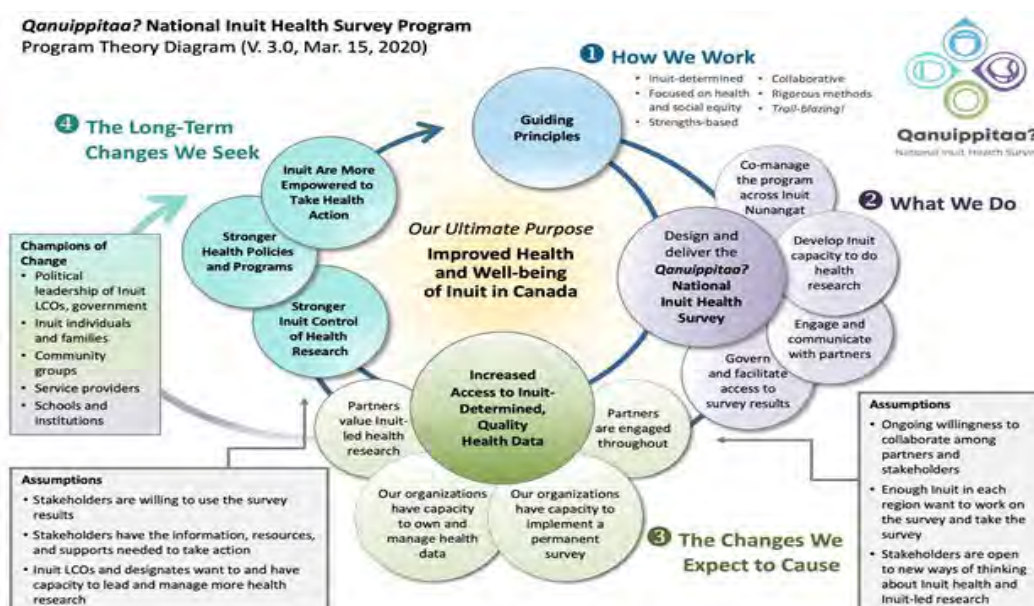 Qanuippitaa? National Inuit Health Survey Program
Program Theory Diagram (V. 3.0, Mar. 15, 2020)
❶ How We Work
• Inuit-determined
• Focused on health
and social equity
• Strengths-based
• Collaborative
• Rigorous methods
• Trail-blazing!
Qanuippitaa?
National Inuit Health Survey
Guiding
Principles
❷ What We Do
Co-manage
the program
across Inuit
Nunangat
Design and
deliver the
Qanuippitaa?
National
Inuit Health
Survey
Develop Inuit
capacity to do
health
research
Engage and
communicate
with partners
Govern
and facilitate
access to
survey results
Assumptions
• Ongoing willingness to
collaborate among
partners and
stakeholders
• Enough Inuit in each
region want to work on
the survey and take the
survey
• Stakeholders are open
to new ways of thinking
about Inuit health and
Inuit-led research
❸ The Changes We
Expect to Cause
Increased
Access to Inuit-
Determined,
Quality
Health Data
Partners
are engaged
throughout
Our organizations
have capacity to
implement a
permanent
survey
Our organizations
have capacity
to own and
manage health
data
Partners
value Inuit-
led health
research
Assumptions
• Stakeholders are willing to use the survey
results
• Stakeholders have the information, resources,
and supports needed to take action
• Inuit LCOs and designates want to and have
capacity to lead and manage more health
research
❹ The Long-Term
Changes We Seek
Stronger
Inuit Control
of Health
Research
Stronger
Health Policies
and Programs
Inuit Are More
Empowered to
Take Health
Action
Champions of
Change
• Political
leadership of Inuit
LCOs, government
• Inuit individuals
and families
• Community
groups
• Service providers
• Schools and
institutions
Our Ultimate Purpose
Improved Health
and Well-being
of Inuit in Canada